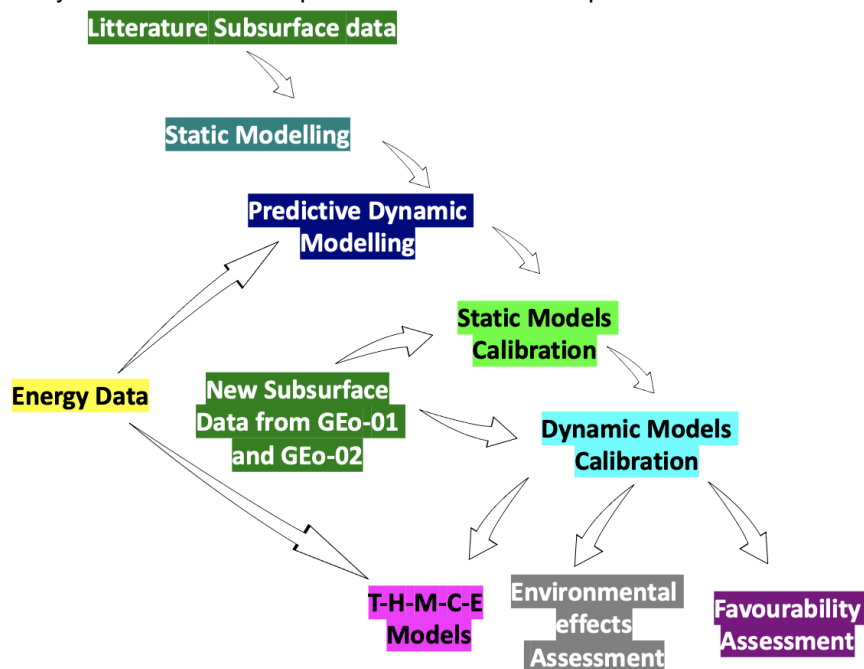 Litterature Subsurface data
Static Modelling
Predictive Dynamic
Modelling
Static Models
Calibration
Energy Data
New Subsurface
Data from GEo-01
and GEo-02
Dynamic Models
Calibration
T-H-M-C-E
Models
Environmental
effects
Assessment
Favourability
Assessment